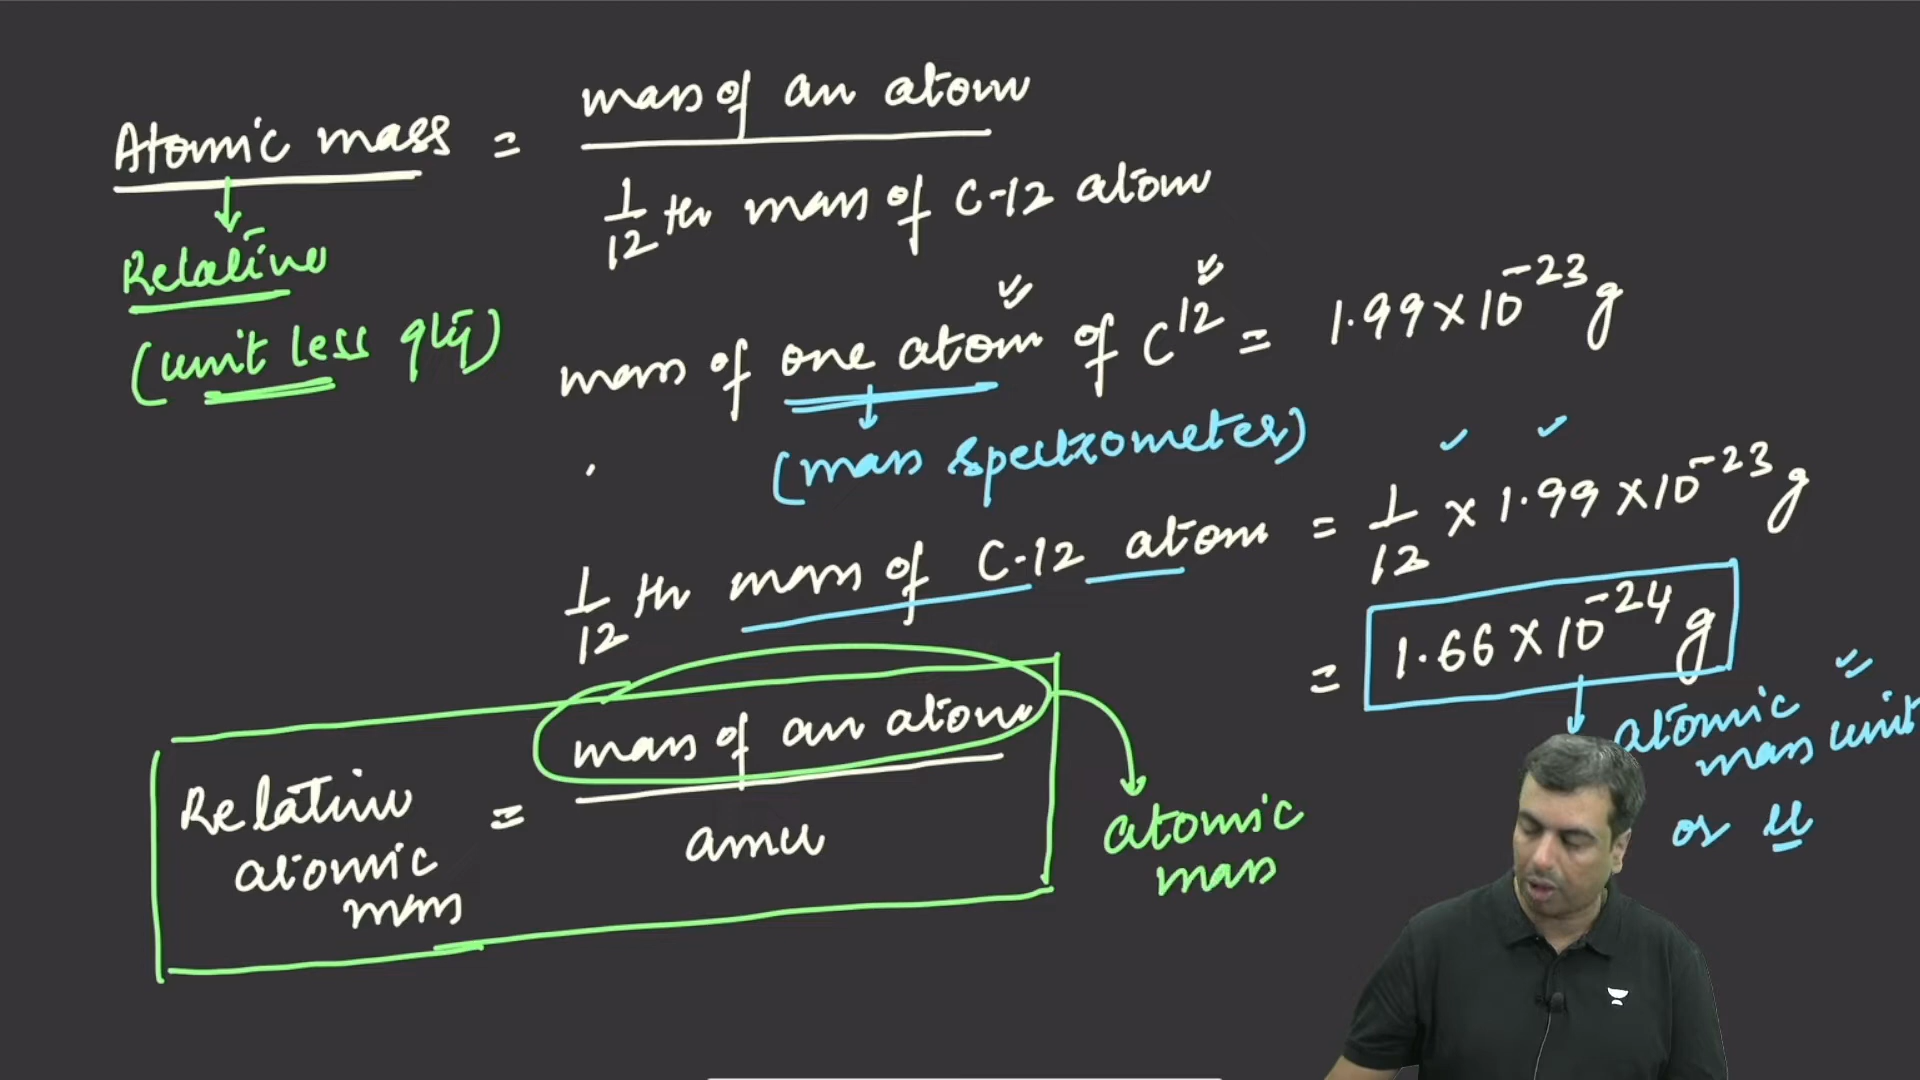 Atomic mass = mass of an atom
1/12 th mass of C-12 atom
Relative
(unit less qty)
mass of one atom of C¹² = 1.99 × 10⁻²³ g
(mass spectrometer)
1/12 th mass of C-12 atom = 1/12 × 1.99 × 10⁻²³ g
= 1.66 × 10⁻²⁴ g
atomic mass unit
or u
Relative atomic mass = mass of an atom
amu
atomic
mass